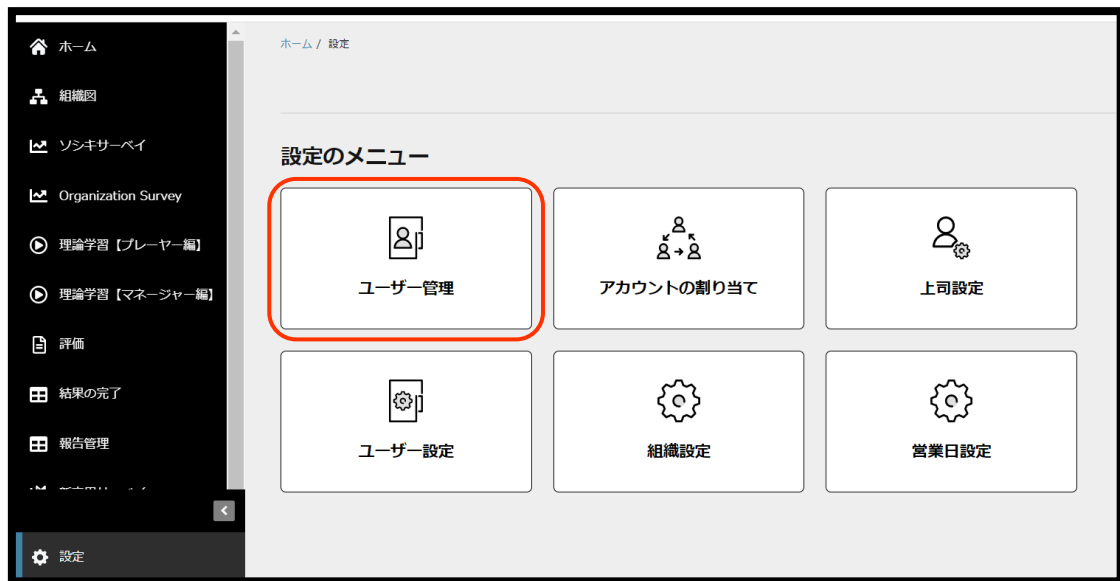 ホーム
組織図
ソシキサーベイ
Organization Survey
理論学習【プレーヤー編】
理論学習【マネージャー編】
評価
結果の完了
報告管理
設定
ホーム / 設定
設定のメニュー
ユーザー管理
アカウントの割り当て
上司設定
ユーザー設定
組織設定
営業日設定